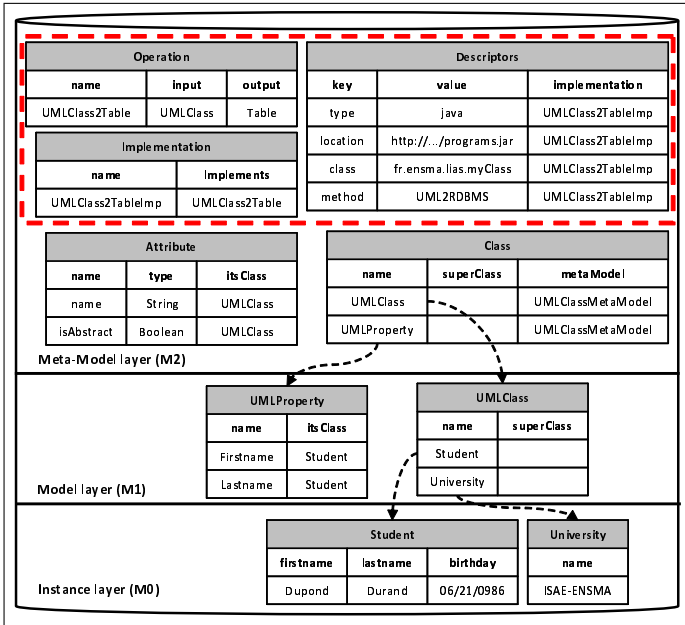 Operation
name input output
UMLClass2Table UMLClass Table
Implementation
name Implements
UMLClass2TableImp UMLClass2Table
Descriptors
key value implementation
type java UMLClass2TableImp
location http://.../programs.jar UMLClass2TableImp
class fr.ensma.lias.myClass UMLClass2TableImp
method UML2RDBMS UMLClass2TableImp
Attribute
name type itsClass
name String UMLClass
isAbstract Boolean UMLClass
Class
name superClass metaModel
UMLClass UMLClassMetaModel
UMLProperty UMLClassMetaModel
Meta-Model layer (M2)
UMLProperty
name itsClass
Firstname Student
Lastname Student
UMLClass
name superClass
Student
University
Model layer (M1)
Student
firstname lastname birthday
Dupond Durand 06/21/0986
University
name
ISAE-ENSMA
Instance layer (M0)